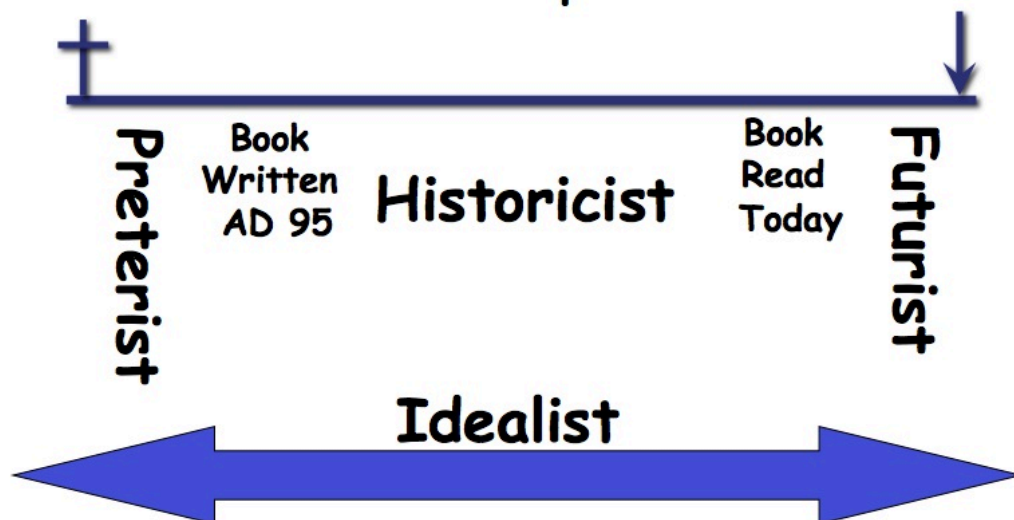 Preterist
Book
Written
AD 95
Historicist
Book
Read
Today
Futurist
Idealist